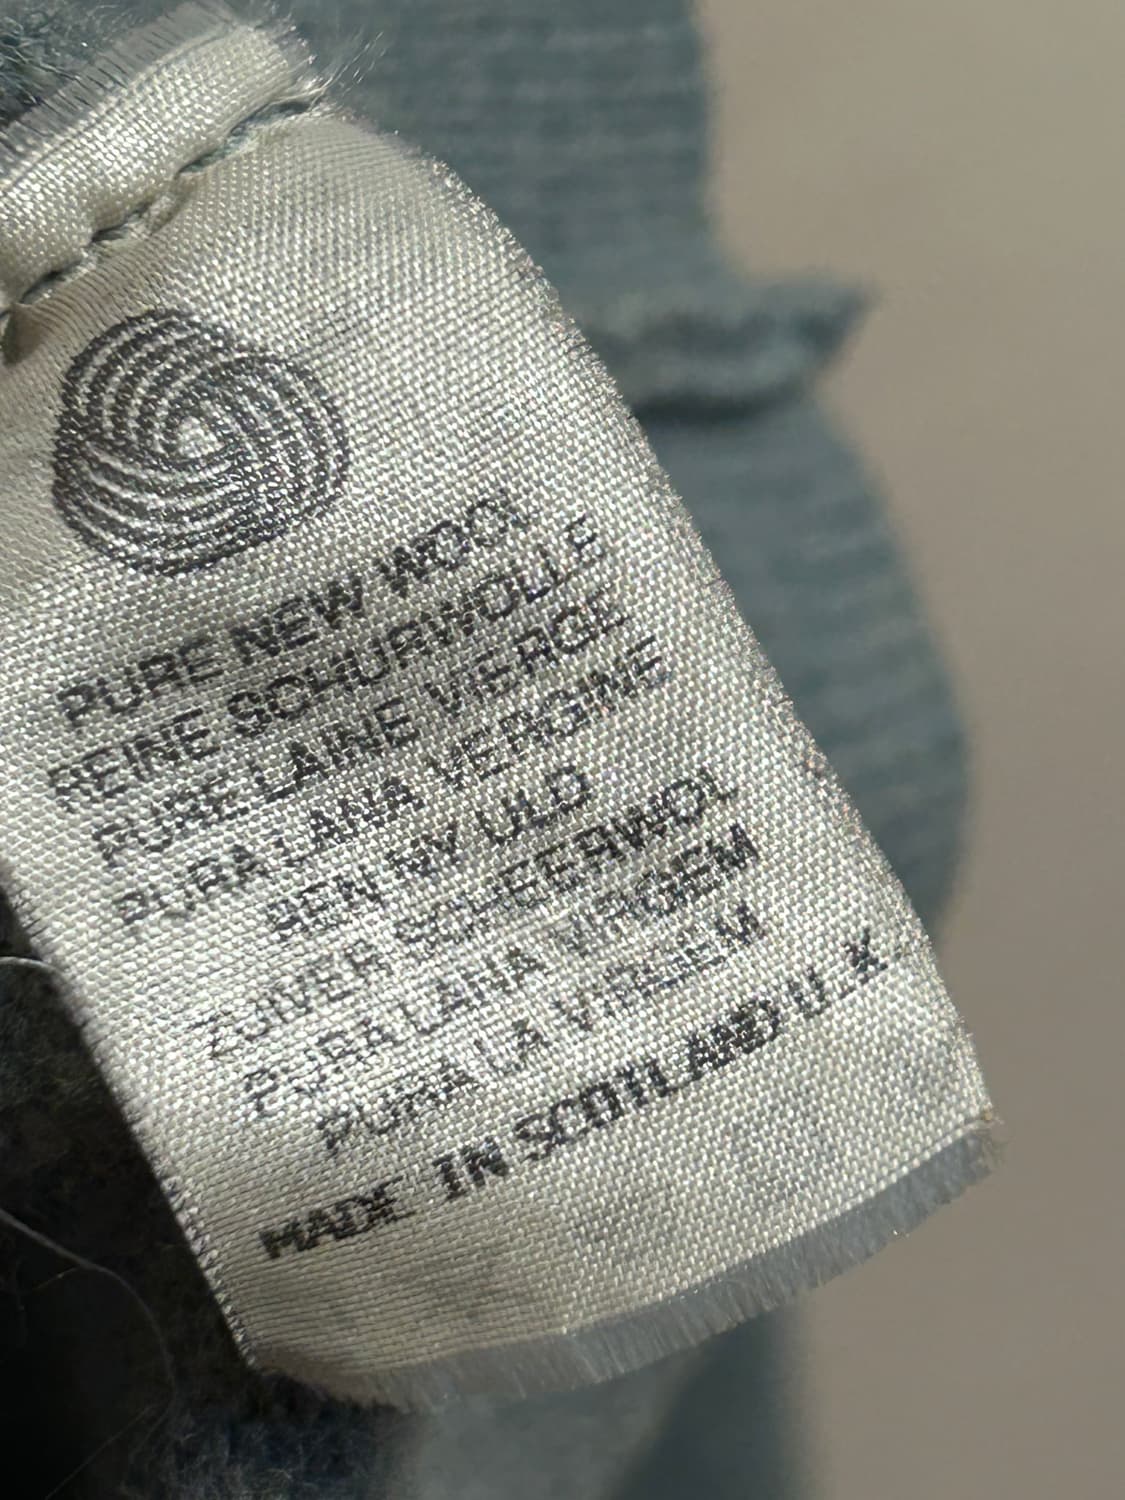 PURE NEW WOOL
REINE SCHURWOLLE
PURE LAINE VIERGE
PURA LANA VERGINE
REN NY ULD
ZUIVER SCHEERWOL
PURA LANA VIRGEM
PURA LA VIRGEM
MADE IN SCOTLAND U.K